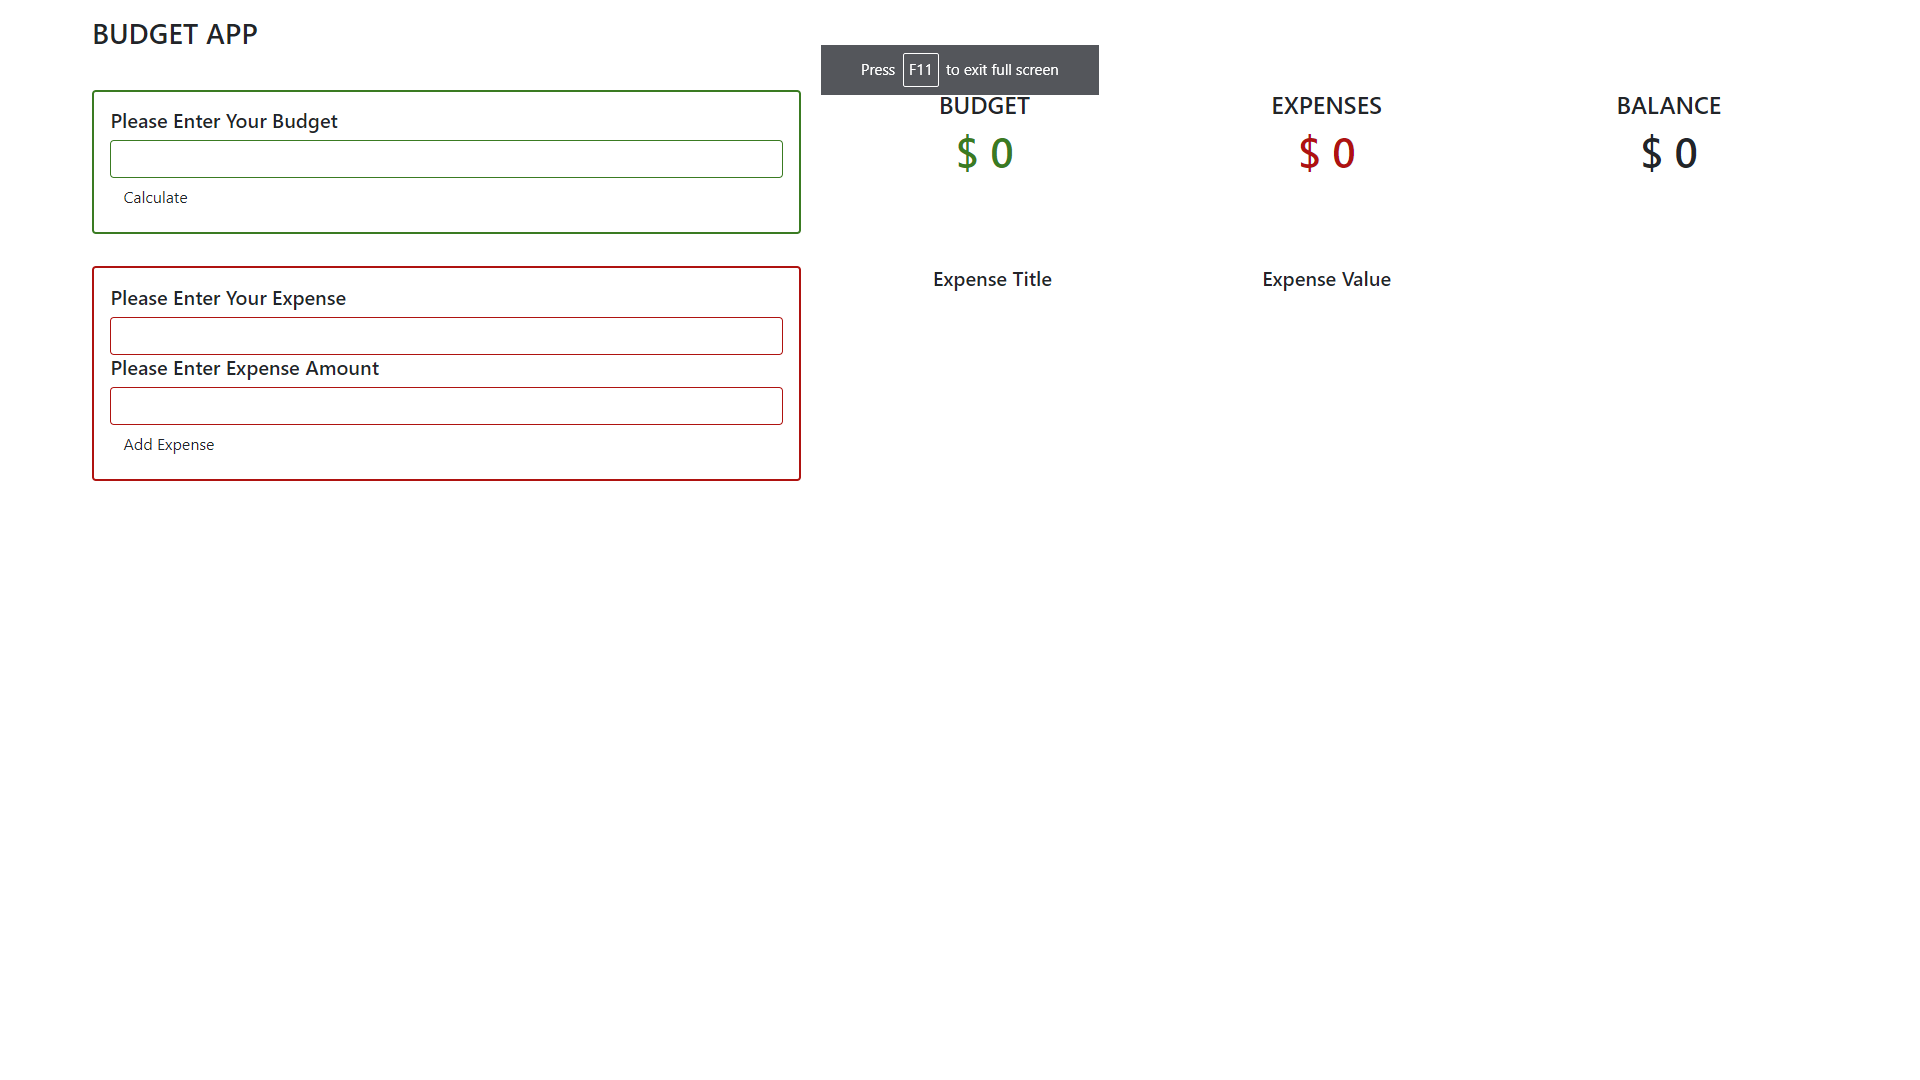 BUDGET APP
Press F11 to exit full screen
Please Enter Your Budget
Calculate
BUDGET
$ 0
EXPENSES
$ 0
BALANCE
$ 0
Please Enter Your Expense
Please Enter Expense Amount
Add Expense
Expense Title
Expense Value